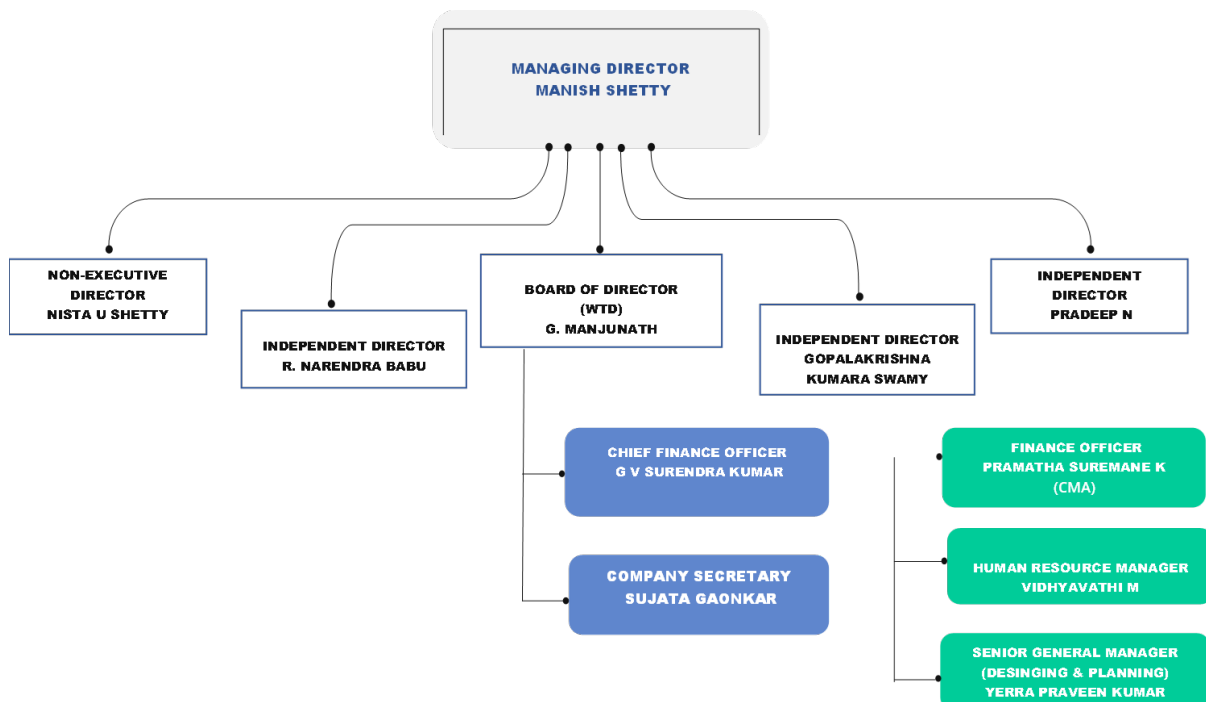 MANAGING DIRECTOR
MANISH SHETTY
NON-EXECUTIVE
DIRECTOR
NISTA U SHETTY
INDEPENDENT DIRECTOR
R. NARENDRA BABU
BOARD OF DIRECTOR
(WTD)
G. MANJUNATH
INDEPENDENT DIRECTOR
GOPALAKRISHNA
KUMARA SWAMY
INDEPENDENT
DIRECTOR
PRADEEP N
CHIEF FINANCE OFFICER
G V SURENDRA KUMAR
COMPANY SECRETARY
SUJATA GAONKAR
FINANCE OFFICER
PRAMATHA SUREMANE K
(CMA)
HUMAN RESOURCE MANAGER
VIDHYAVATHI M
SENIOR GENERAL MANAGER
(DESINGING & PLANNING)
YERRA PRAVEEN KUMAR